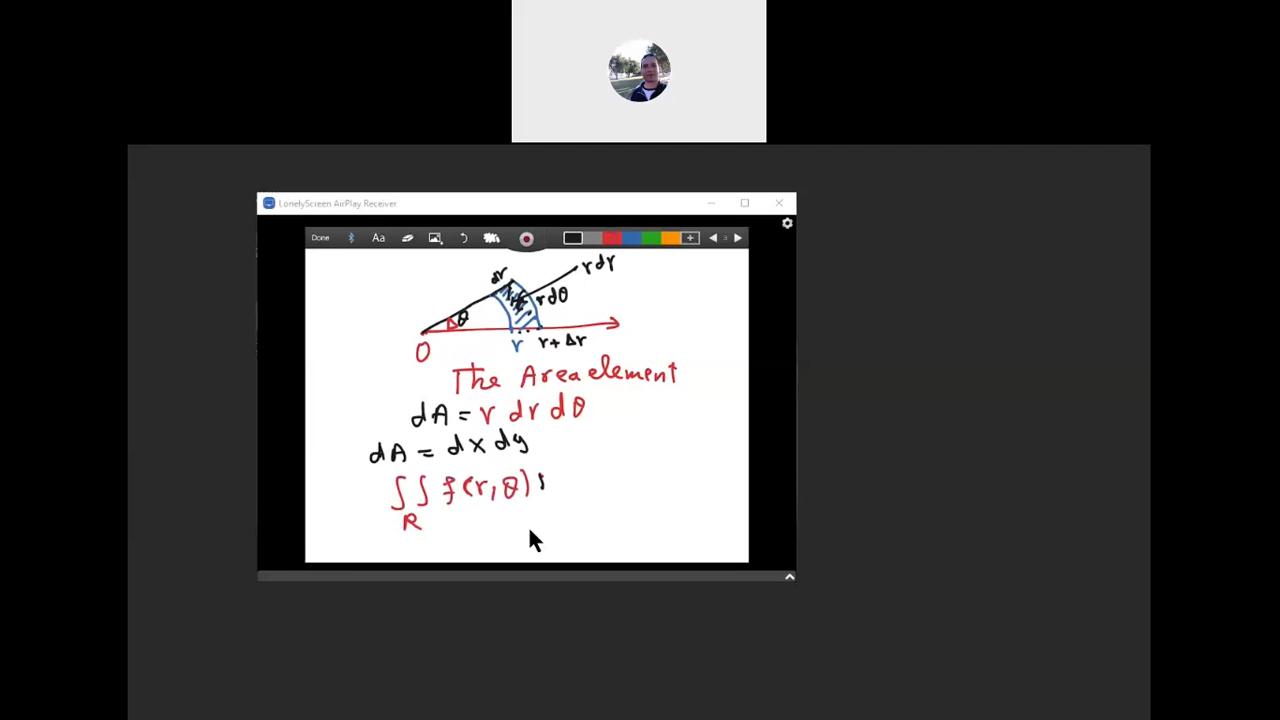 LonelyScreen AirPlay Receiver
Done Aa 3
dr r dr
r dθ
Δθ
O r r + Δr
The Area element
dA = r dr dθ
dA = dx dy
∫∫ f(r, θ)
R